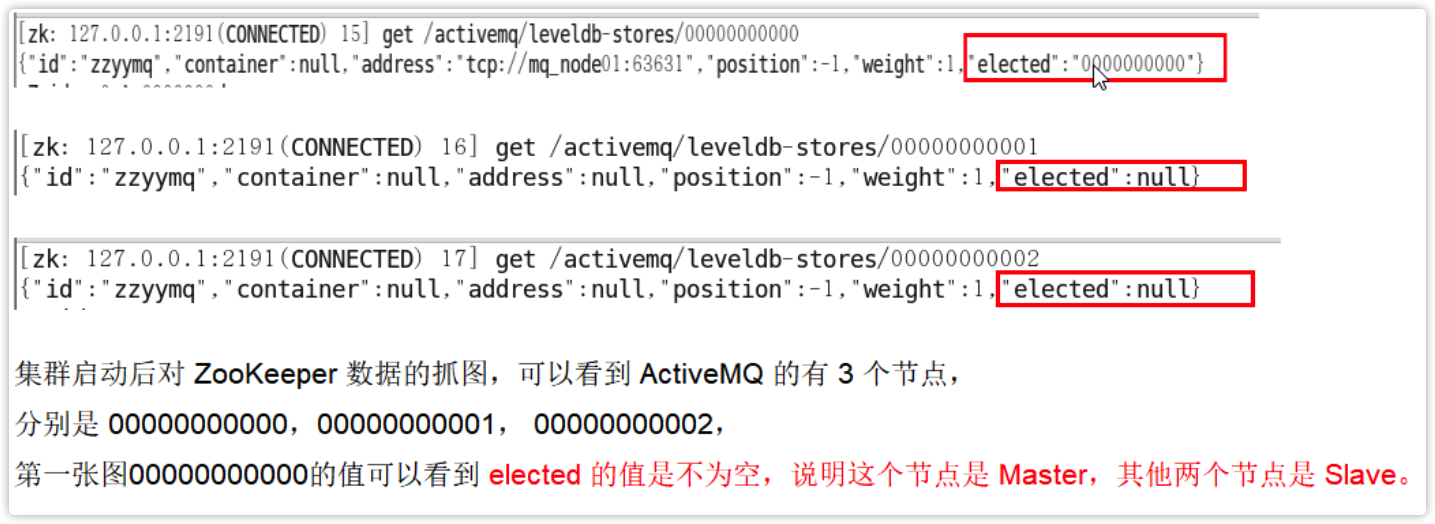 [zk: 127.0.0.1:2191(CONNECTED) 15] get /activemq/leveldb-stores/00000000000
{"id":"zzyymq","container":null,"address":"tcp://mq_node01:63631","position":-1,"weight":1,"elected":"0000000000"}
[zk: 127.0.0.1:2191(CONNECTED) 16] get /activemq/leveldb-stores/00000000001
{"id":"zzyymq","container":null,"address":null,"position":-1,"weight":1,"elected":null}
[zk: 127.0.0.1:2191(CONNECTED) 17] get /activemq/leveldb-stores/00000000002
{"id":"zzyymq","container":null,"address":null,"position":-1,"weight":1,"elected":null}
集群启动后对 ZooKeeper 数据的抓图，可以看到 ActiveMQ 的有 3 个节点，
分别是 00000000000，00000000001， 00000000002，
第一张图00000000000的值可以看到 elected 的值是不为空，说明这个节点是 Master，其他两个节点是 Slave。